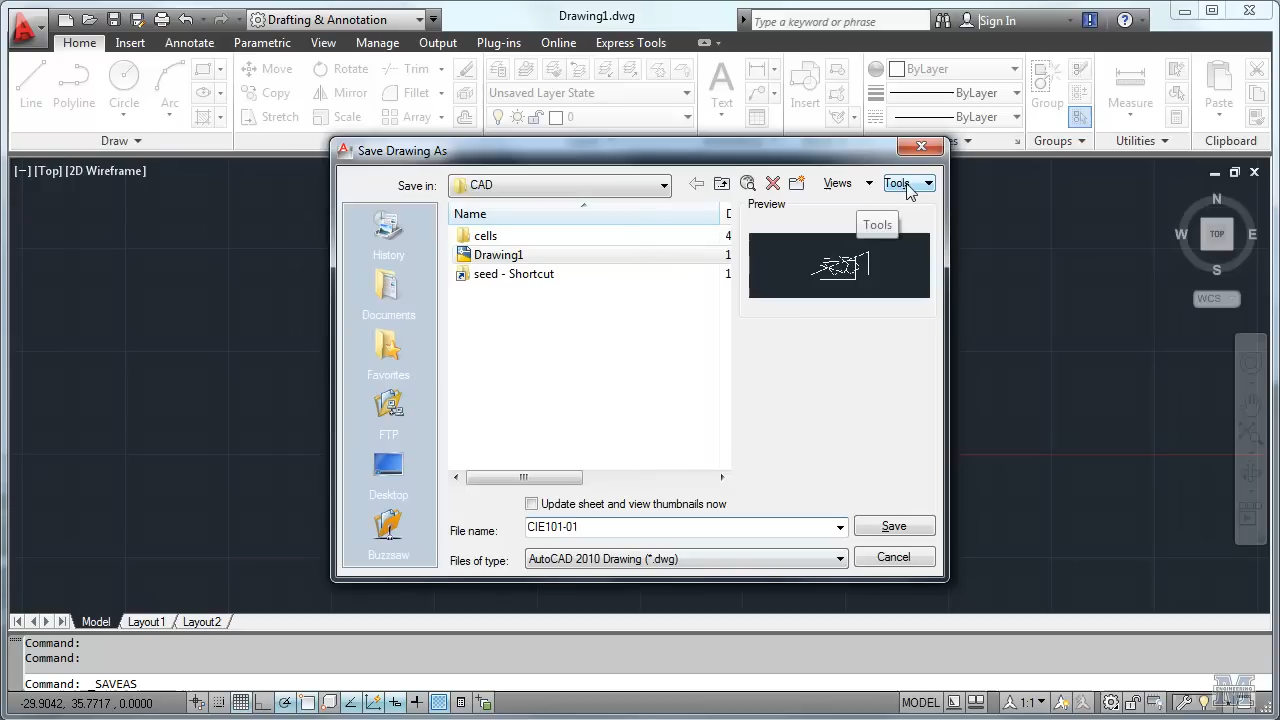 Drafting & Annotation
Drawing1.dwg
Type a keyword or phrase
Sign In
Home Insert Annotate Parametric View Manage Output Plug-ins Online Express Tools
Line Polyline Circle Arc
Move Rotate Trim
Copy Mirror Fillet
Stretch Scale Array
Unsaved Layer State
0
Text
Insert
ByLayer
ByLayer
ByLayer
Group
Measure
Paste
Draw
Groups
Utilities
Clipboard
[−] [Top] [2D Wireframe]
Save Drawing As
Save in:
CAD
Views
Tools
Tools
Name
D
Preview
cells
4
Drawing1
1
seed - Shortcut
1
History
Documents
Favorites
FTP
Desktop
Buzzsaw
Update sheet and view thumbnails now
File name:
CIE101-01
Save
Files of type:
AutoCAD 2010 Drawing (*.dwg)
Cancel
N
W
TOP
E
S
WCS
Model Layout1 Layout2
Command:
Command:
Command: _SAVEAS
-29.9042, 35.7717, 0.0000
MODEL
1:1